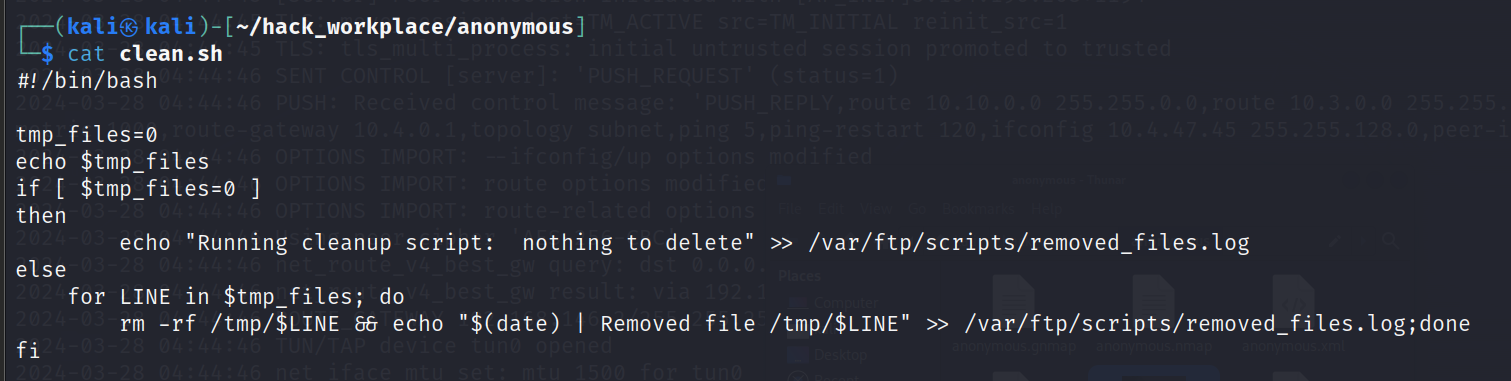 ┌──(kali㉿kali)-[~/hack_workplace/anonymous]
└─$ cat clean.sh
#!/bin/bash
tmp_files=0
echo $tmp_files
if [ $tmp_files=0 ]
then
        echo "Running cleanup script:  nothing to delete" >> /var/ftp/scripts/removed_files.log
else
    for LINE in $tmp_files; do
        rm -rf /tmp/$LINE && echo "$(date) | Removed file /tmp/$LINE" >> /var/ftp/scripts/removed_files.log;done
fi